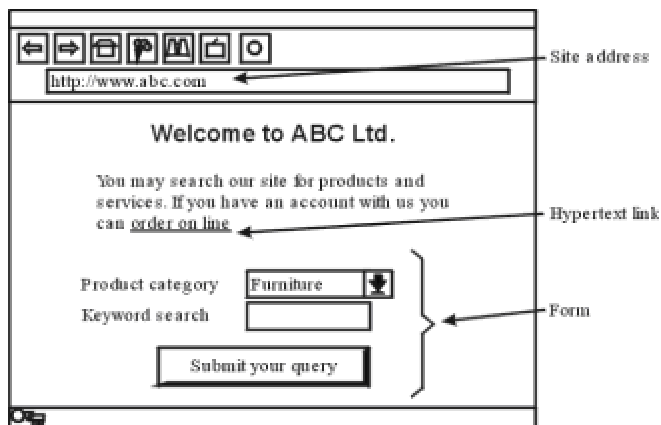 Site address
http://www.abc.com
Welcome to ABC Ltd.
You may search our site for products and
services. If you have an account with us you
can order on line
Hypertext link
Product category Furniture
Keyword search
Form
Submit your query